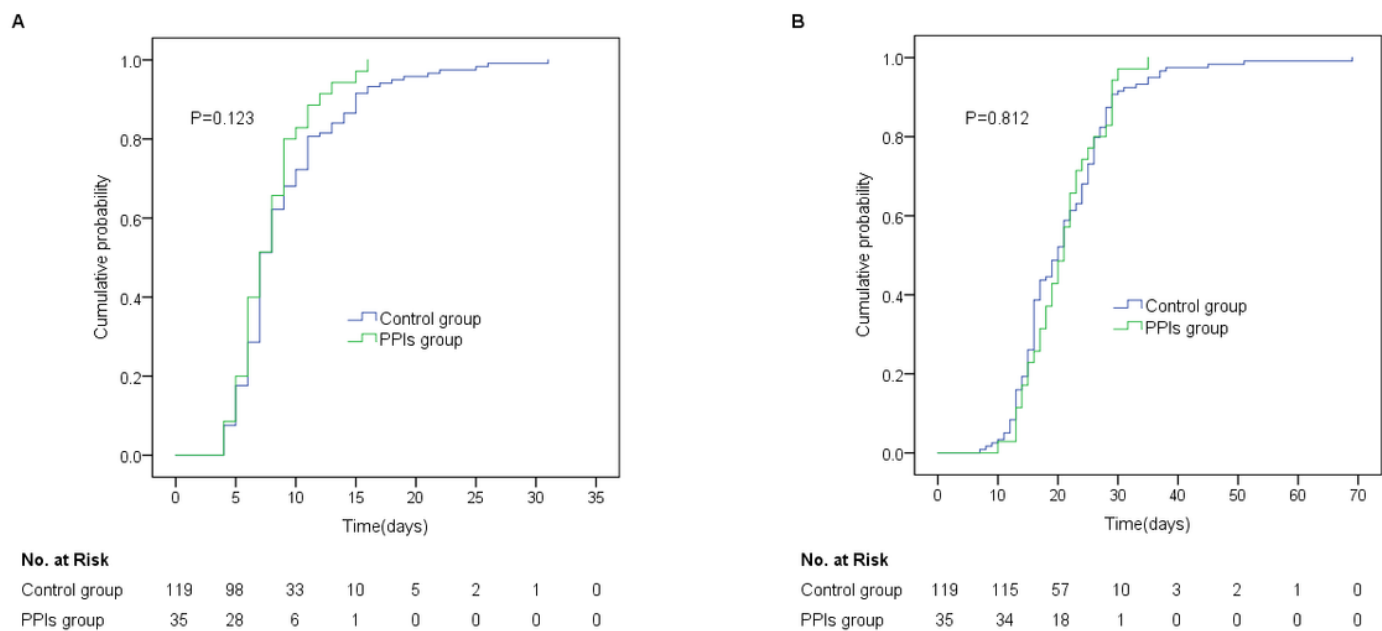 A
P=0.123
Cumulative probability
1.0
0.8
0.6
0.4
0.2
0.0
Control group
PPIs group
0 5 10 15 20 25 30 35
Time(days)
No. at Risk
Control group 119 98 33 10 5 2 1 0
PPIs group 35 28 6 1 0 0 0 0
B
P=0.812
Cumulative probability
1.0
0.8
0.6
0.4
0.2
0.0
Control group
PPIs group
0 10 20 30 40 50 60 70
Time(days)
No. at Risk
Control group 119 115 57 10 3 2 1 0
PPIs group 35 34 18 1 0 0 0 0